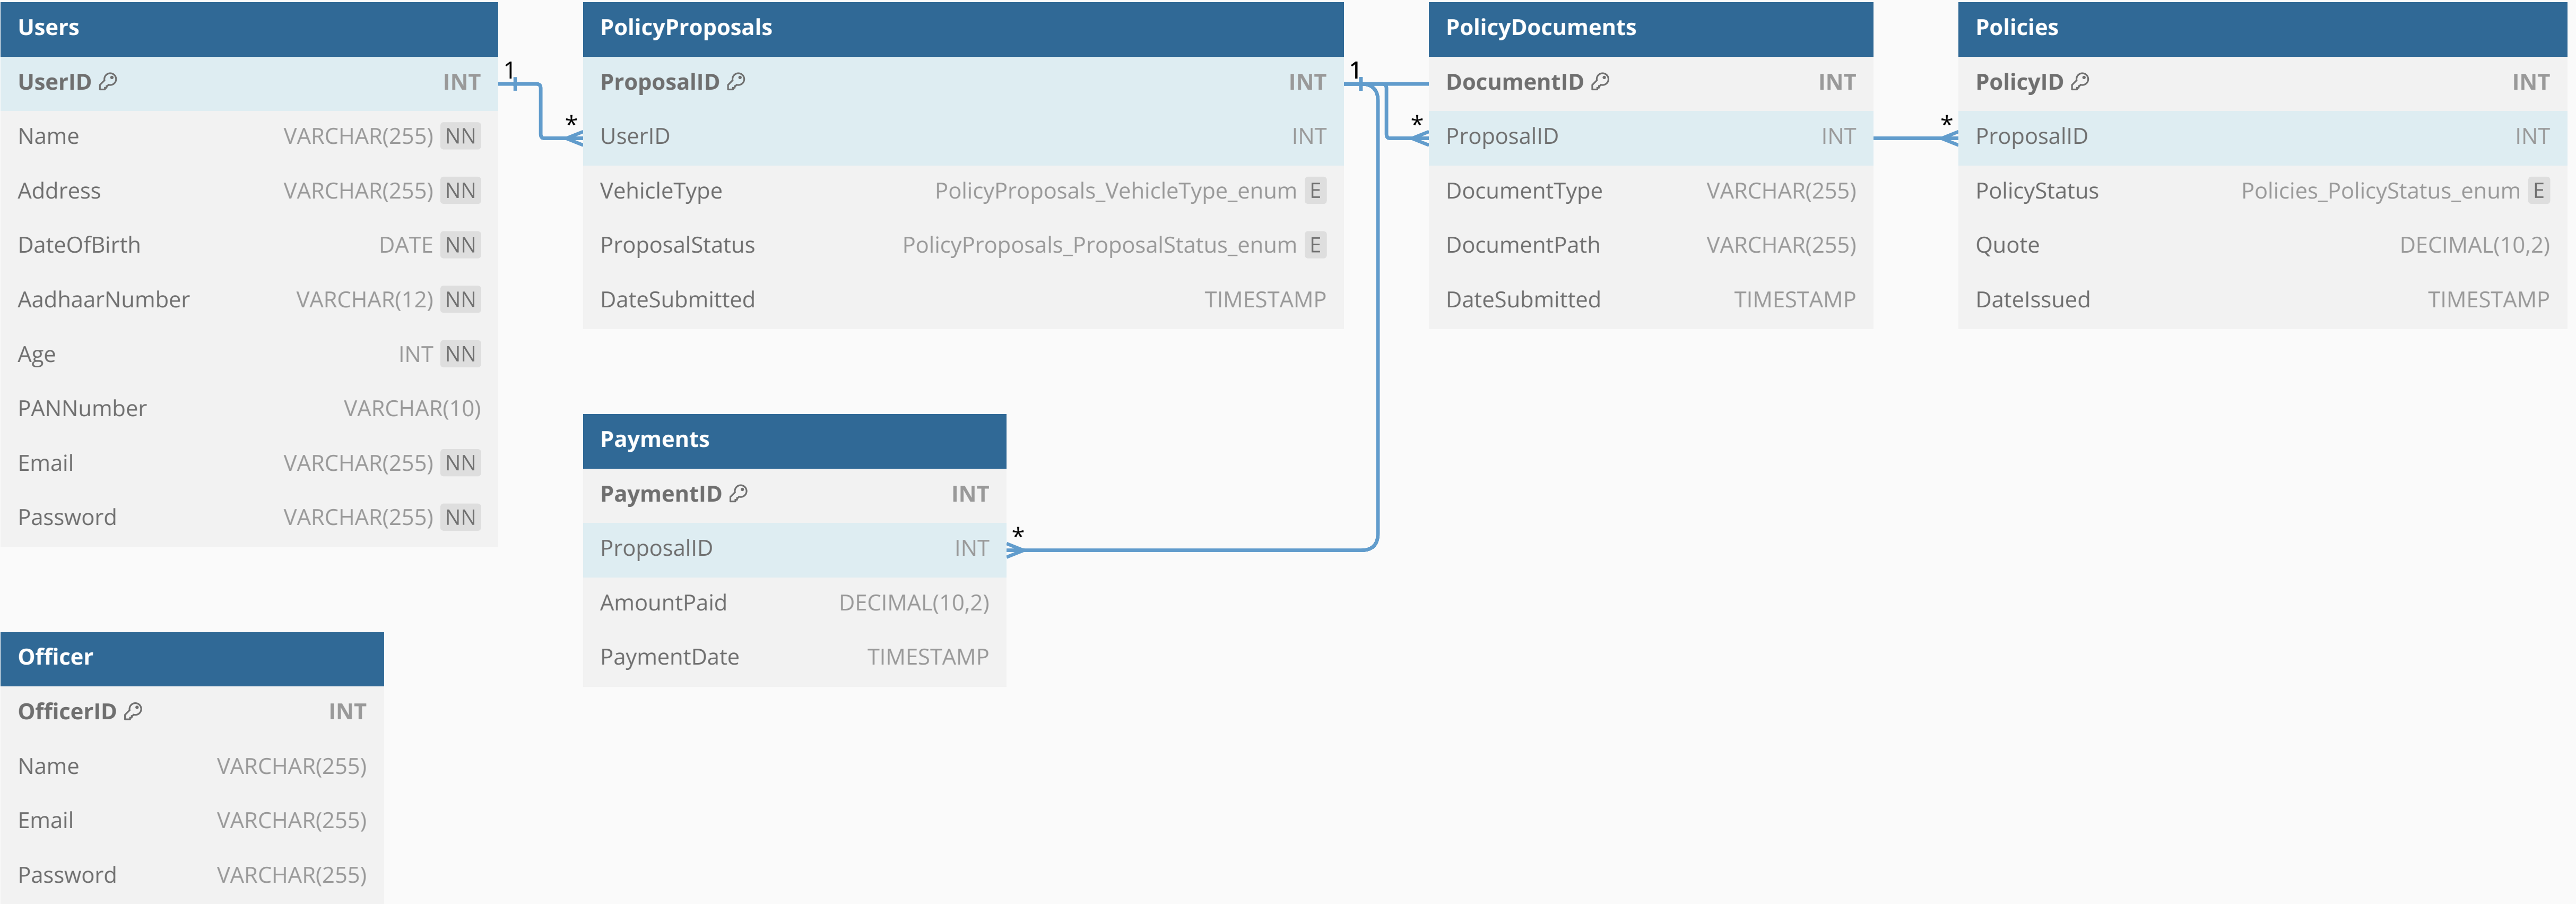 Users
UserID INT
Name VARCHAR(255) NN
Address VARCHAR(255) NN
DateOfBirth DATE NN
AadhaarNumber VARCHAR(12) NN
Age INT NN
PANNumber VARCHAR(10)
Email VARCHAR(255) NN
Password VARCHAR(255) NN
1
*
PolicyProposals
ProposalID INT
UserID INT
VehicleType PolicyProposals_VehicleType_enum E
ProposalStatus PolicyProposals_ProposalStatus_enum E
DateSubmitted TIMESTAMP
1
*
PolicyDocuments
DocumentID INT
ProposalID INT
DocumentType VARCHAR(255)
DocumentPath VARCHAR(255)
DateSubmitted TIMESTAMP
*
Policies
PolicyID INT
ProposalID INT
PolicyStatus Policies_PolicyStatus_enum E
Quote DECIMAL(10,2)
DateIssued TIMESTAMP
Payments
PaymentID INT
ProposalID INT
AmountPaid DECIMAL(10,2)
PaymentDate TIMESTAMP
*
Officer
OfficerID INT
Name VARCHAR(255)
Email VARCHAR(255)
Password VARCHAR(255)